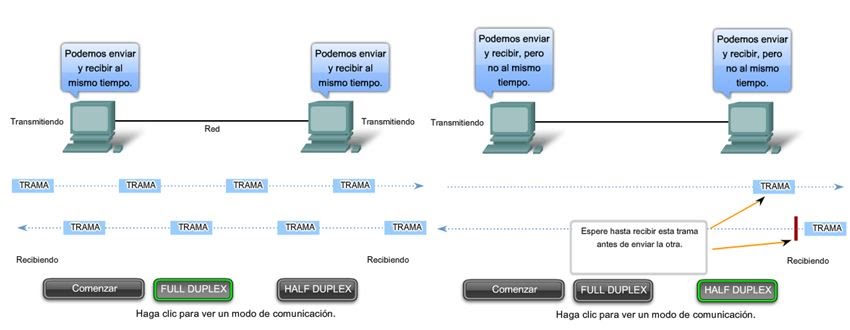 Podemos enviar
y recibir al
mismo tiempo.
Podemos enviar
y recibir al
mismo tiempo.
Transmitiendo
Red
Transmitiendo
TRAMA
TRAMA
TRAMA
TRAMA
TRAMA
TRAMA
TRAMA
TRAMA
Recibiendo
Recibiendo
Comenzar
FULL DUPLEX
HALF DUPLEX
Haga clic para ver un modo de comunicación.
Podemos enviar
y recibir, pero
no al mismo
tiempo.
Podemos enviar
y recibir, pero
no al mismo
tiempo.
Transmitiendo
TRAMA
Espere hasta recibir esta trama
antes de enviar la otra.
TRAMA
Recibiendo
Comenzar
FULL DUPLEX
HALF DUPLEX
Haga clic para ver un modo de comunicación.